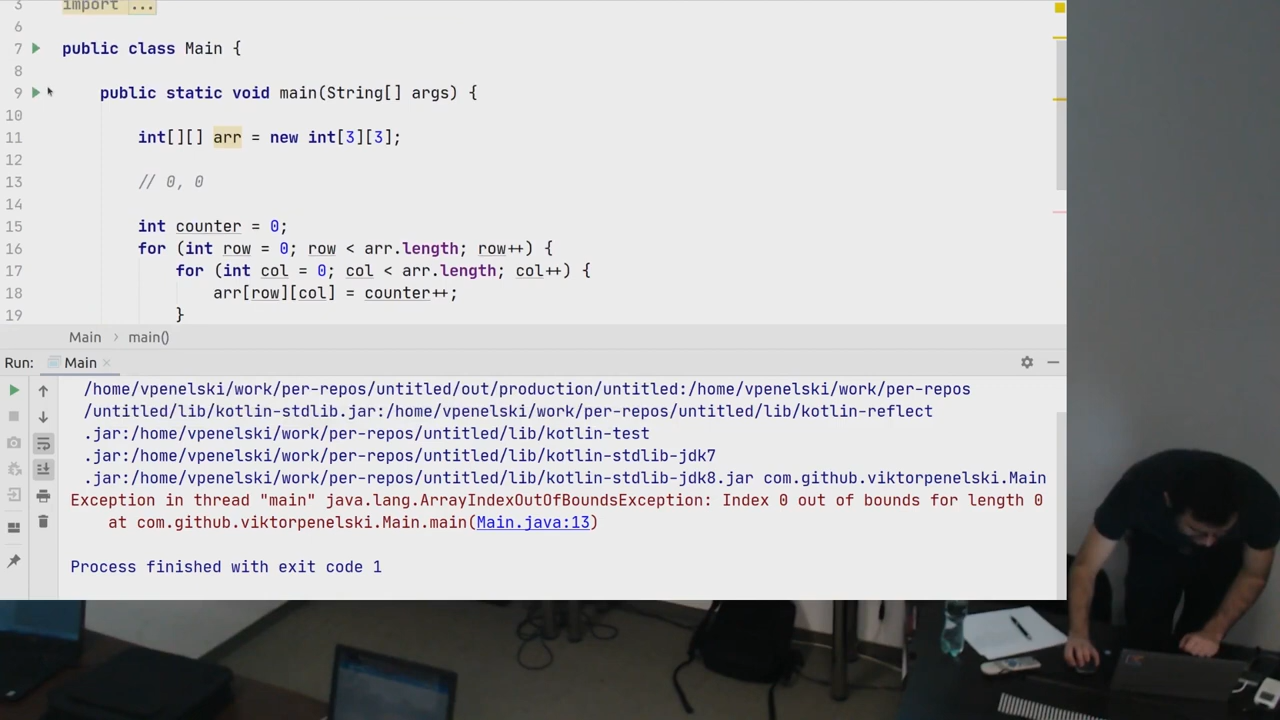 3 import ...
6
7 public class Main {
8
9 public static void main(String[] args) {
10
11 int[][] arr = new int[3][3];
12
13 // 0, 0
14
15 int counter = 0;
16 for (int row = 0; row < arr.length; row++) {
17 for (int col = 0; col < arr.length; col++) {
18 arr[row][col] = counter++;
19 }
Main › main()
Run: Main ×
/home/vpenelski/work/per-repos/untitled/out/production/untitled:/home/vpenelski/work/per-repos
/untitled/lib/kotlin-stdlib.jar:/home/vpenelski/work/per-repos/untitled/lib/kotlin-reflect
.jar:/home/vpenelski/work/per-repos/untitled/lib/kotlin-test
.jar:/home/vpenelski/work/per-repos/untitled/lib/kotlin-stdlib-jdk7
.jar:/home/vpenelski/work/per-repos/untitled/lib/kotlin-stdlib-jdk8.jar com.github.viktorpenelski.Main
Exception in thread "main" java.lang.ArrayIndexOutOfBoundsException: Index 0 out of bounds for length 0
at com.github.viktorpenelski.Main.main(Main.java:13)
Process finished with exit code 1